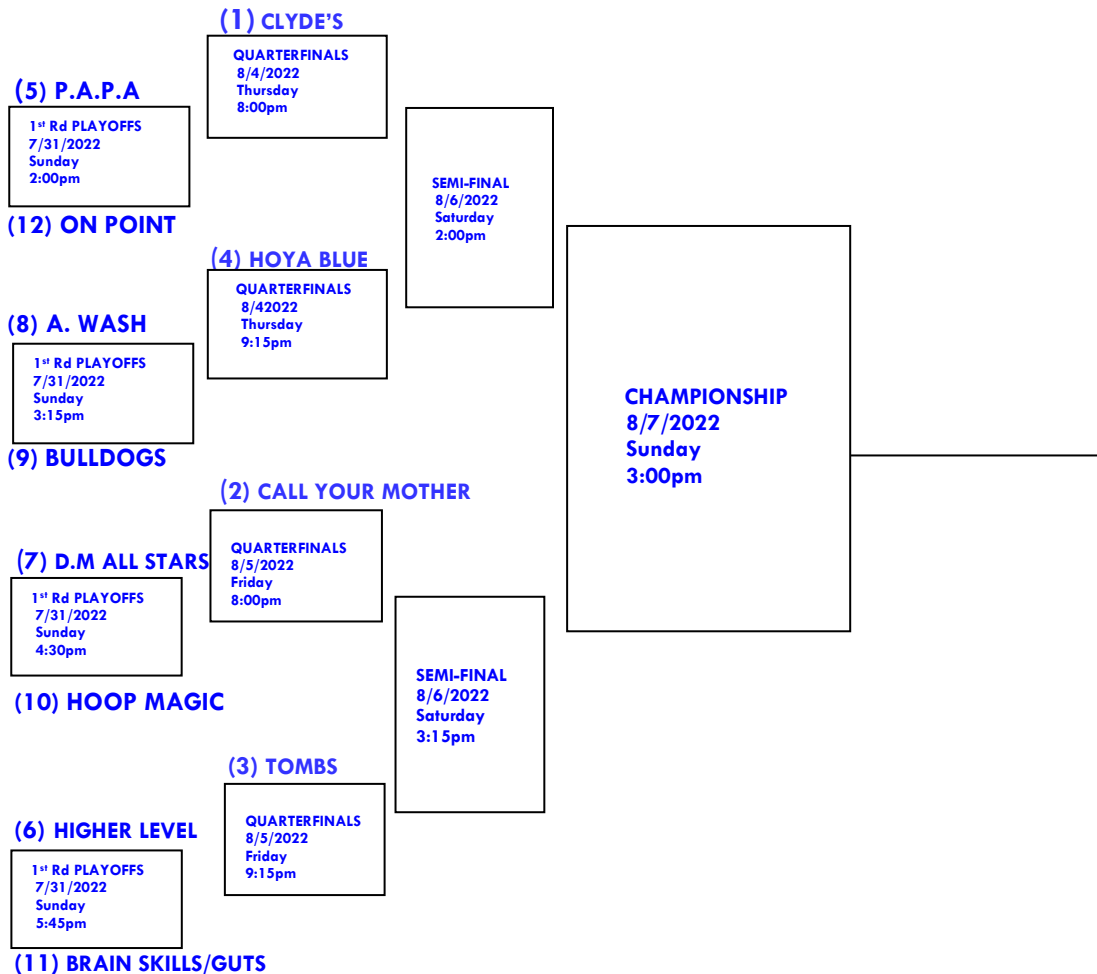 (1) CLYDE'S
QUARTERFINALS
8/4/2022
Thursday
8:00pm
(5) P.A.P.A
1st Rd PLAYOFFS
7/31/2022
Sunday
2:00pm
(12) ON POINT
SEMI-FINAL
8/6/2022
Saturday
2:00pm
(4) HOYA BLUE
QUARTERFINALS
8/42022
Thursday
9:15pm
(8) A. WASH
1st Rd PLAYOFFS
7/31/2022
Sunday
3:15pm
(9) BULLDOGS
CHAMPIONSHIP
8/7/2022
Sunday
3:00pm
(2) CALL YOUR MOTHER
QUARTERFINALS
8/5/2022
Friday
8:00pm
(7) D.M ALL STARS
1st Rd PLAYOFFS
7/31/2022
Sunday
4:30pm
(10) HOOP MAGIC
SEMI-FINAL
8/6/2022
Saturday
3:15pm
(3) TOMBS
QUARTERFINALS
8/5/2022
Friday
9:15pm
(6) HIGHER LEVEL
1st Rd PLAYOFFS
7/31/2022
Sunday
5:45pm
(11) BRAIN SKILLS/GUTS